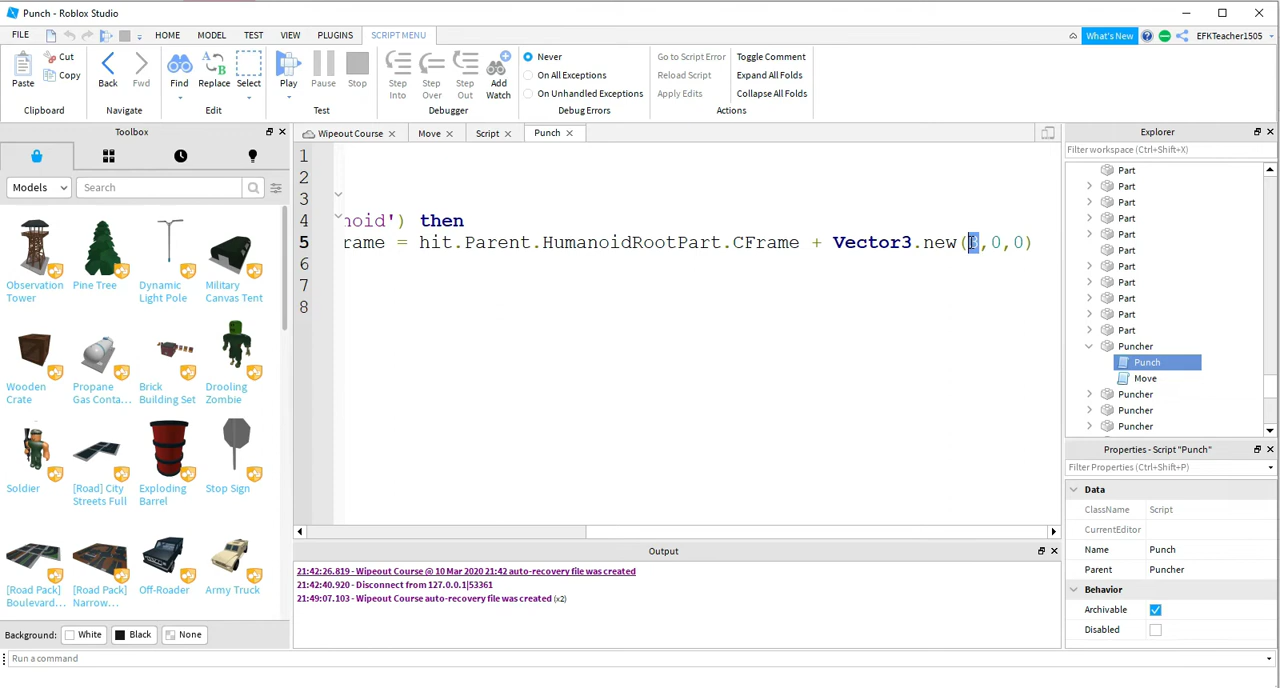 Punch - Roblox Studio
FILE HOME MODEL TEST VIEW PLUGINS SCRIPT MENU What's New EFKTeacher1505
Paste Cut Copy Back Fwd Find Replace Select Play Pause Stop Step Into Step Over Step Out Add Watch
Never
On All Exceptions
On Unhandled Exceptions
Go to Script Error
Reload Script
Apply Edits
Toggle Comment
Expand All Folds
Collapse All Folds
Clipboard Navigate Edit Test Debugger Debug Errors Actions
Toolbox
Models Search
Observation Tower
Pine Tree
Dynamic Light Pole
Military Canvas Tent
Wooden Crate
Propane Gas Conta...
Brick Building Set
Drooling Zombie
Soldier
[Road] City Streets Full
Exploding Barrel
Stop Sign
[Road Pack] Boulevard...
[Road Pack] Narrow...
Off-Roader
Army Truck
Background: White Black None
Wipeout Course Move Script Punch
1
2
3
4 noid') then
5 rame = hit.Parent.HumanoidRootPart.CFrame + Vector3.new(3,0,0)
6
7
8
Output
21:42:26.819 - Wipeout Course @ 10 Mar 2020 21:42 auto-recovery file was created
21:42:40.920 - Disconnect from 127.0.0.1|53361
21:49:07.103 - Wipeout Course auto-recovery file was created (x2)
Explorer
Filter workspace (Ctrl+Shift+X)
Part
Part
Part
Part
Part
Part
Part
Part
Part
Part
Part
Puncher
Punch
Move
Puncher
Puncher
Puncher
Properties - Script "Punch"
Filter Properties (Ctrl+Shift+P)
Data
ClassName Script
CurrentEditor
Name Punch
Parent Puncher
Behavior
Archivable
Disabled
Run a command